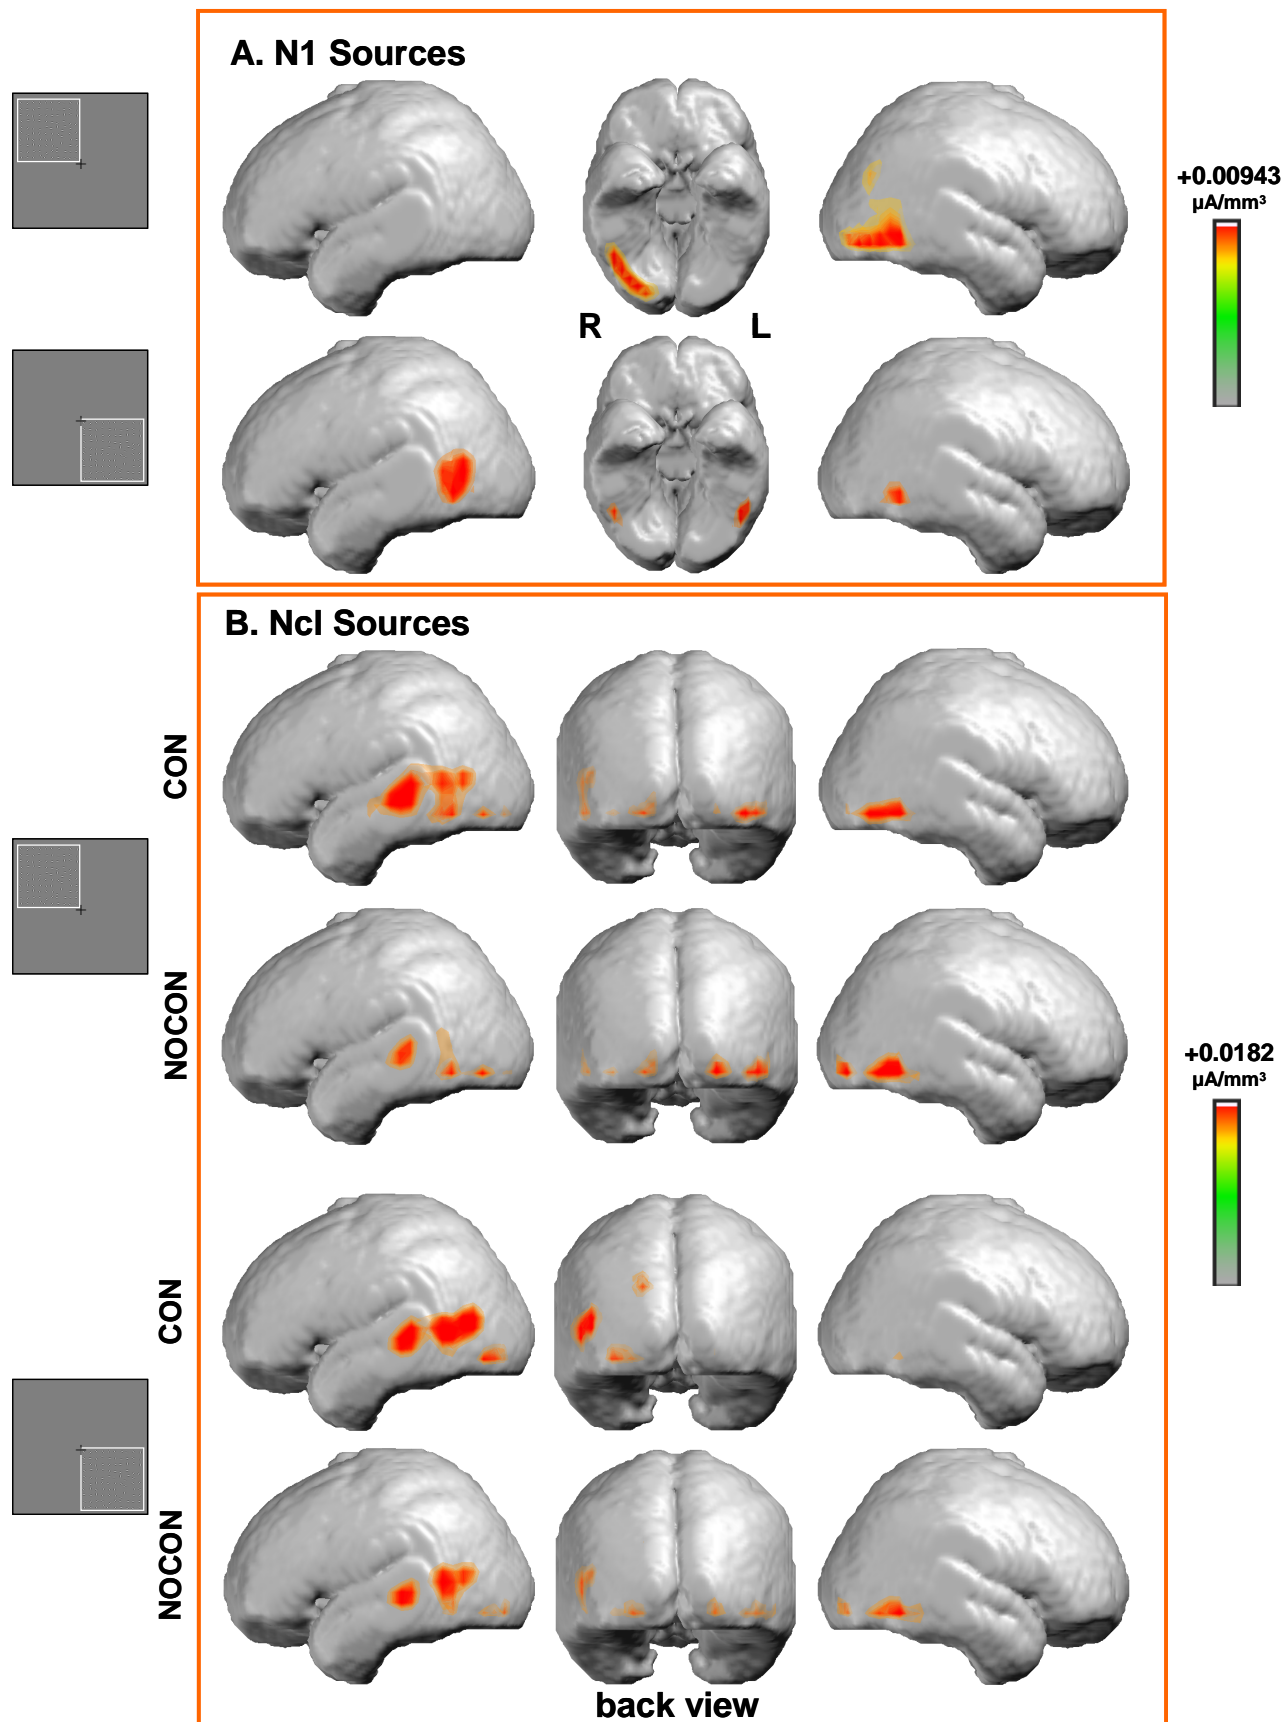 A. N1 Sources
+0.00943
µA/mm³
R L
B. Ncl Sources
CON
NOCON
+0.0182
µA/mm³
CON
NOCON
back view